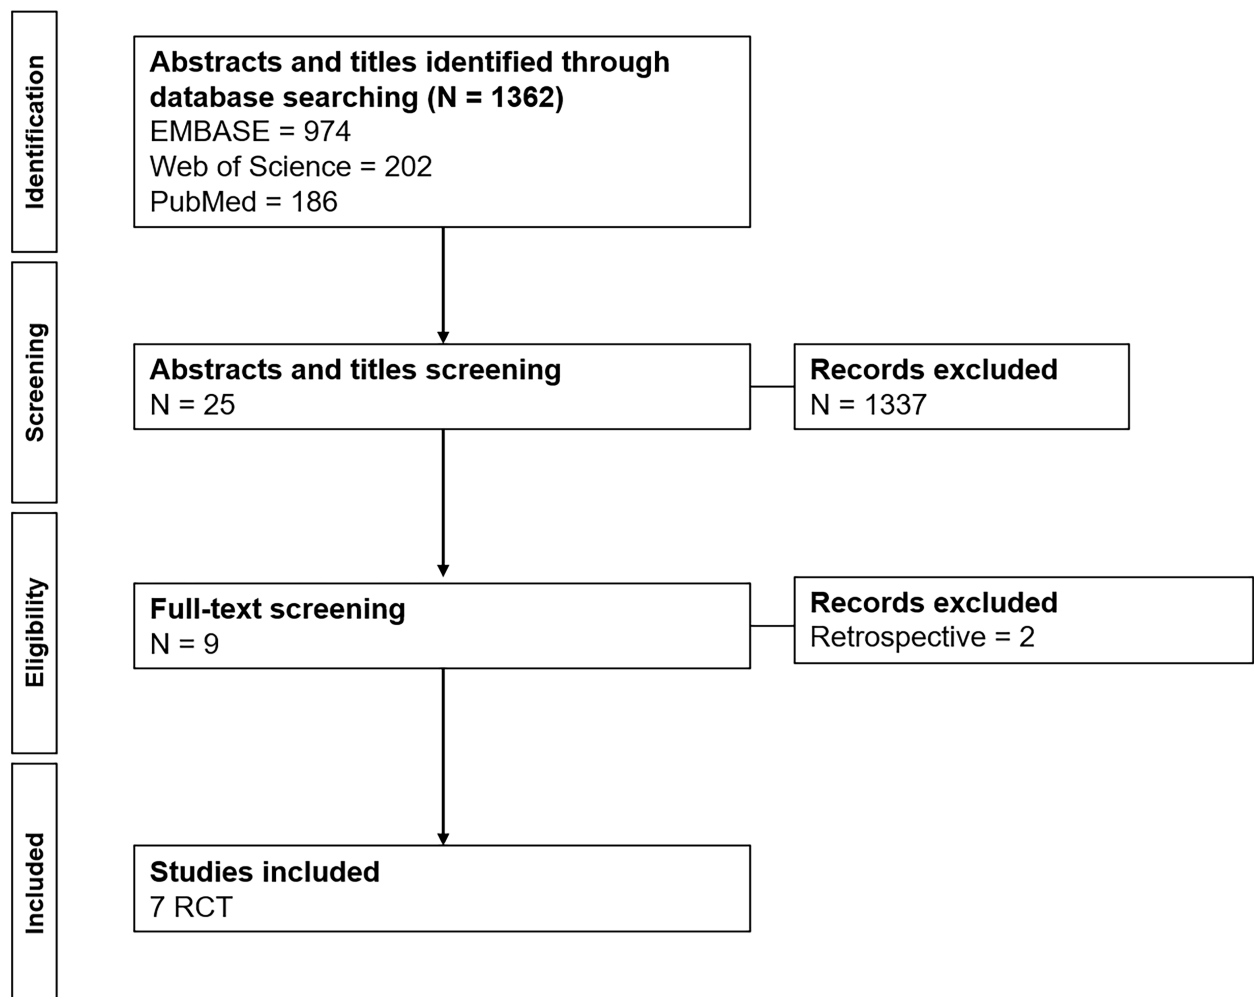 Identification
Abstracts and titles identified through
database searching (N = 1362)
EMBASE = 974
Web of Science = 202
PubMed = 186
Screening
Abstracts and titles screening
N = 25
Records excluded
N = 1337
Eligibility
Full-text screening
N = 9
Records excluded
Retrospective = 2
Included
Studies included
7 RCT